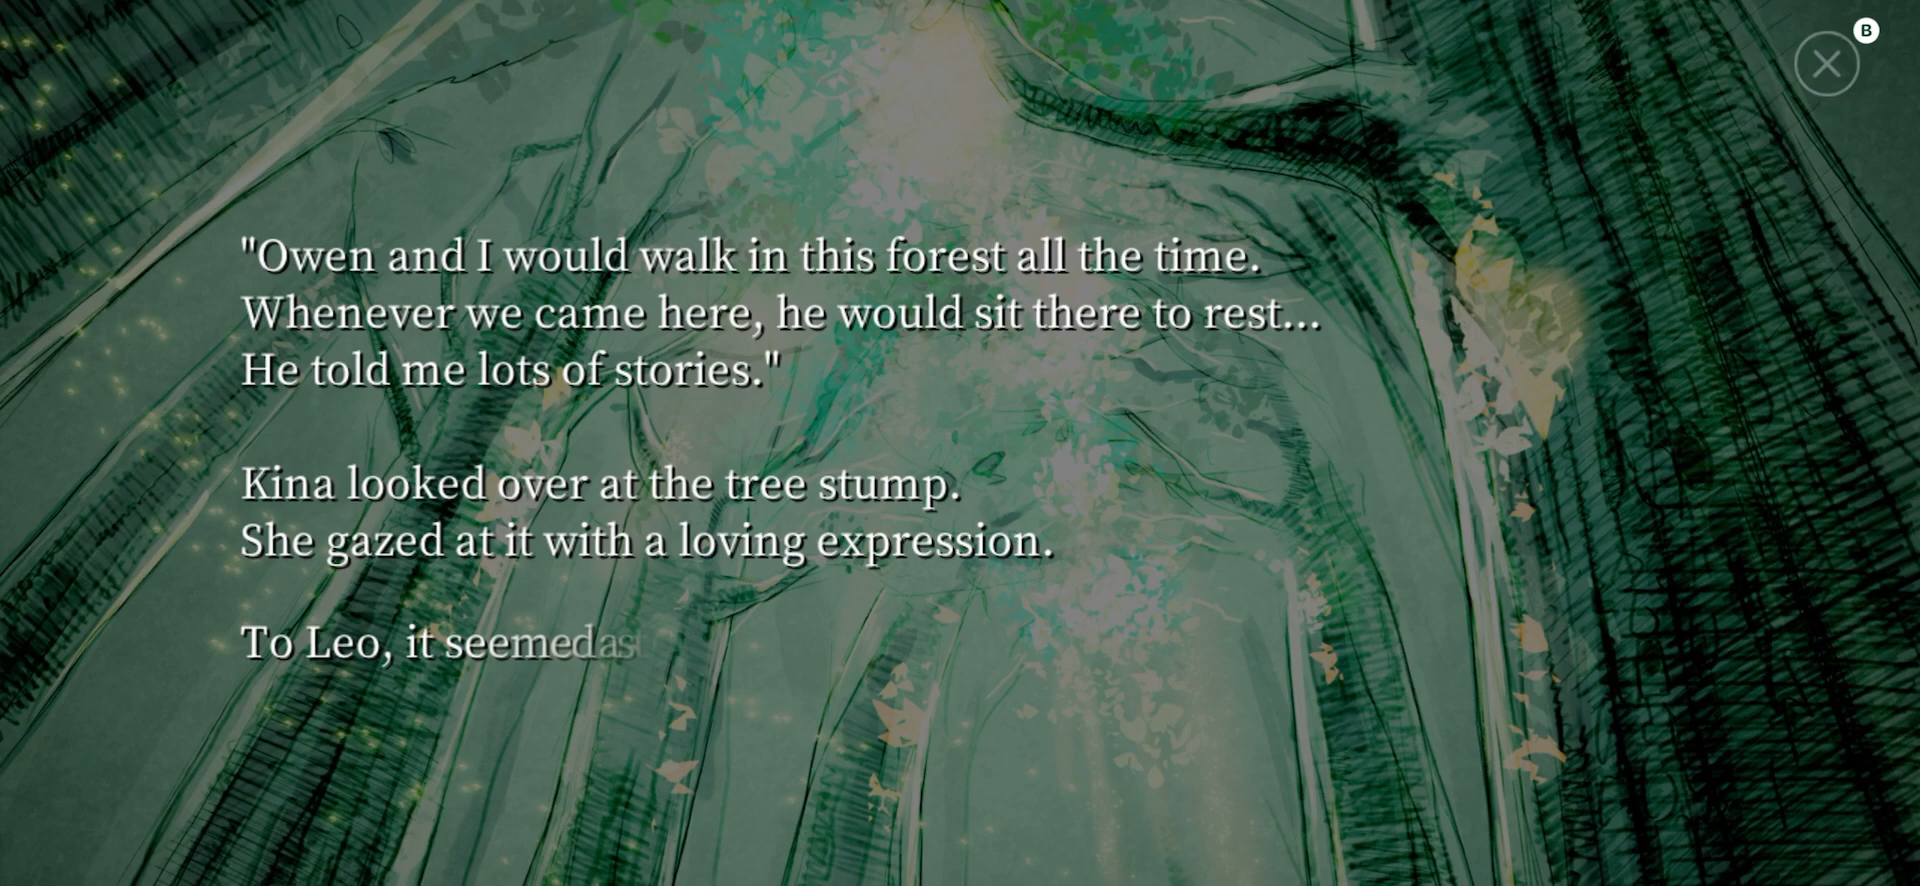 "Owen and I would walk in this forest all the time.
Whenever we came here, he would sit there to rest...
He told me lots of stories."
Kina looked over at the tree stump.
She gazed at it with a loving expression.
To Leo, it seemed as
B